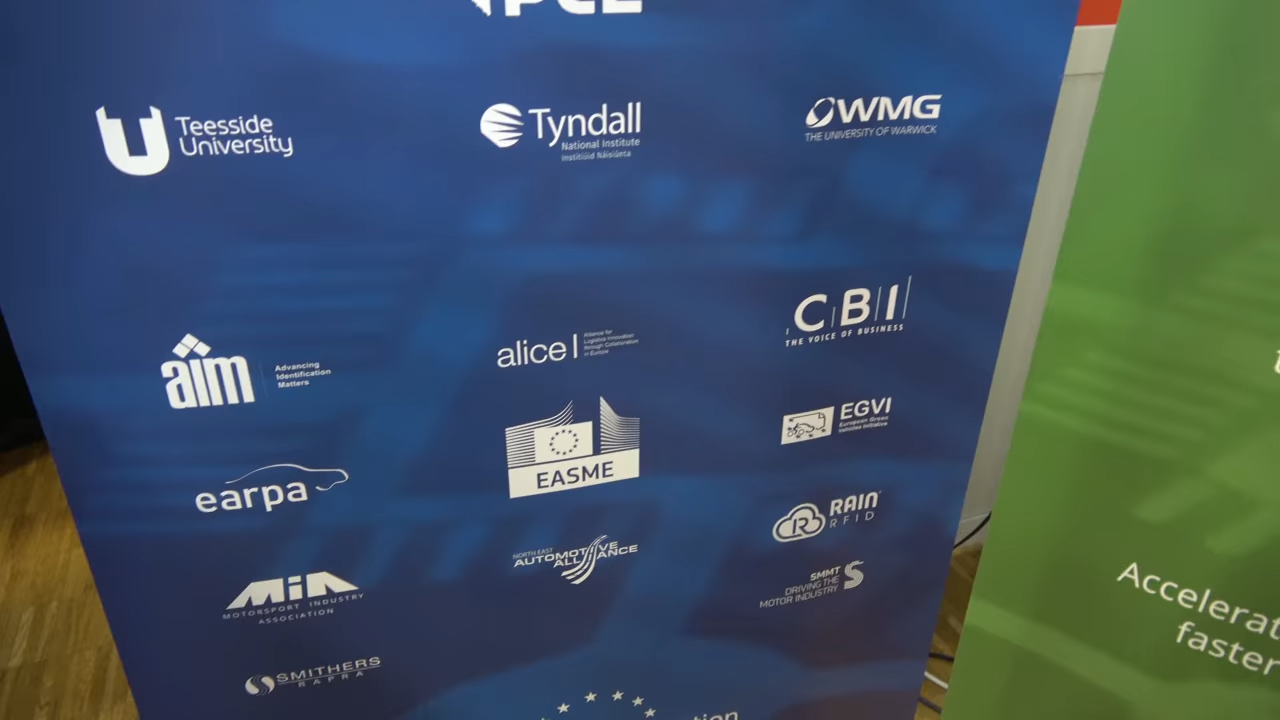 Teesside
University
Tyndall
National Institute
Institiúid Náisiúnta
WMG
THE UNIVERSITY OF WARWICK
CBI
THE VOICE OF BUSINESS
aim
Advancing
Identification
Matters
alice
Alliance for
Logistics Innovation
through Collaboration
in Europe
EGVI
European Green
Vehicles Initiative
EASME
earpa
RAIN
RFID
NORTH EAST
AUTOMOTIVE
ALLIANCE
SMMT
DRIVING THE
MOTOR INDUSTRY
MIA
MOTORSPORT INDUSTRY
ASSOCIATION
SMITHERS
RAPRA
Accelerat
faster